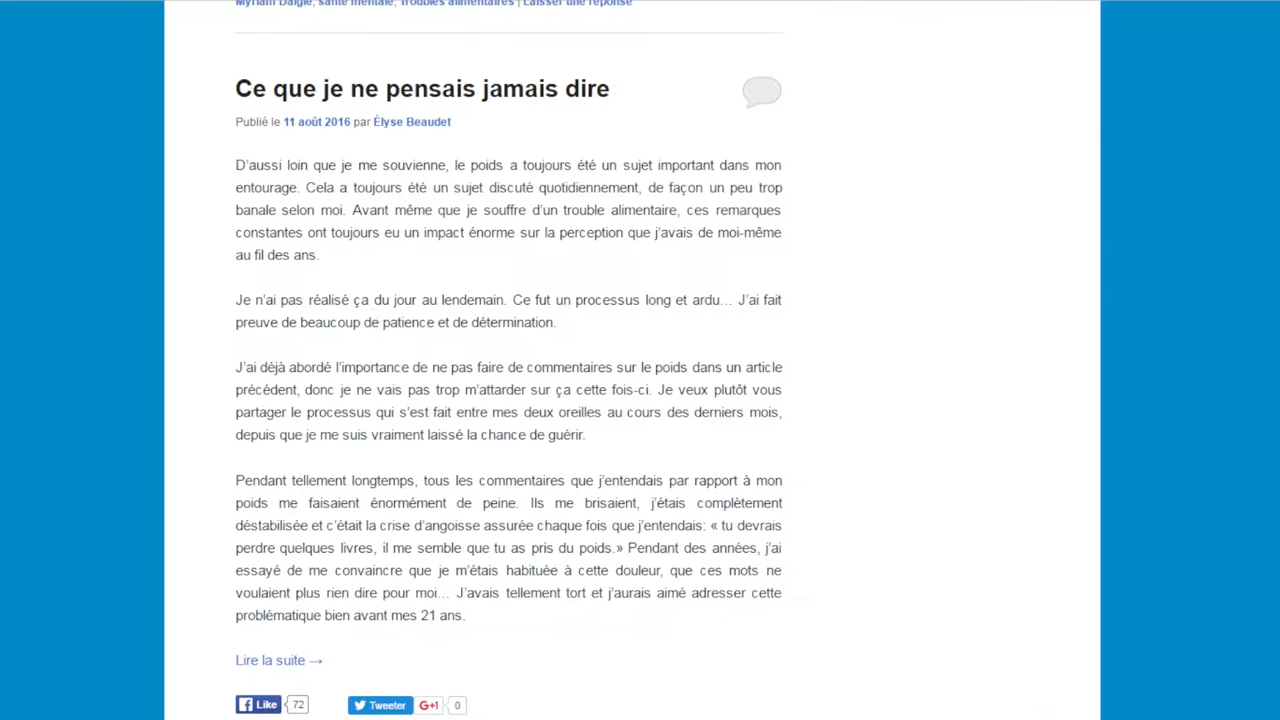 Myriam Daigle, santé mentale, Troubles alimentaires | Laisser une réponse
Ce que je ne pensais jamais dire
Publié le 11 août 2016 par Élyse Beaudet
D’aussi loin que je me souvienne, le poids a toujours été un sujet important dans mon
entourage. Cela a toujours été un sujet discuté quotidiennement, de façon un peu trop
banale selon moi. Avant même que je souffre d’un trouble alimentaire, ces remarques
constantes ont toujours eu un impact énorme sur la perception que j’avais de moi-même
au fil des ans.
Je n’ai pas réalisé ça du jour au lendemain. Ce fut un processus long et ardu… J’ai fait
preuve de beaucoup de patience et de détermination.
J’ai déjà abordé l’importance de ne pas faire de commentaires sur le poids dans un article
précédent, donc je ne vais pas trop m’attarder sur ça cette fois-ci. Je veux plutôt vous
partager le processus qui s’est fait entre mes deux oreilles au cours des derniers mois,
depuis que je me suis vraiment laissé la chance de guérir.
Pendant tellement longtemps, tous les commentaires que j’entendais par rapport à mon
poids me faisaient énormément de peine. Ils me brisaient, j’étais complètement
déstabilisée et c’était la crise d’angoisse assurée chaque fois que j’entendais: « tu devrais
perdre quelques livres, il me semble que tu as pris du poids.» Pendant des années, j’ai
essayé de me convaincre que je m’étais habituée à cette douleur, que ces mots ne
voulaient plus rien dire pour moi… J’avais tellement tort et j’aurais aimé adresser cette
problématique bien avant mes 21 ans.
Lire la suite →
Like 72 Tweeter G+1 0